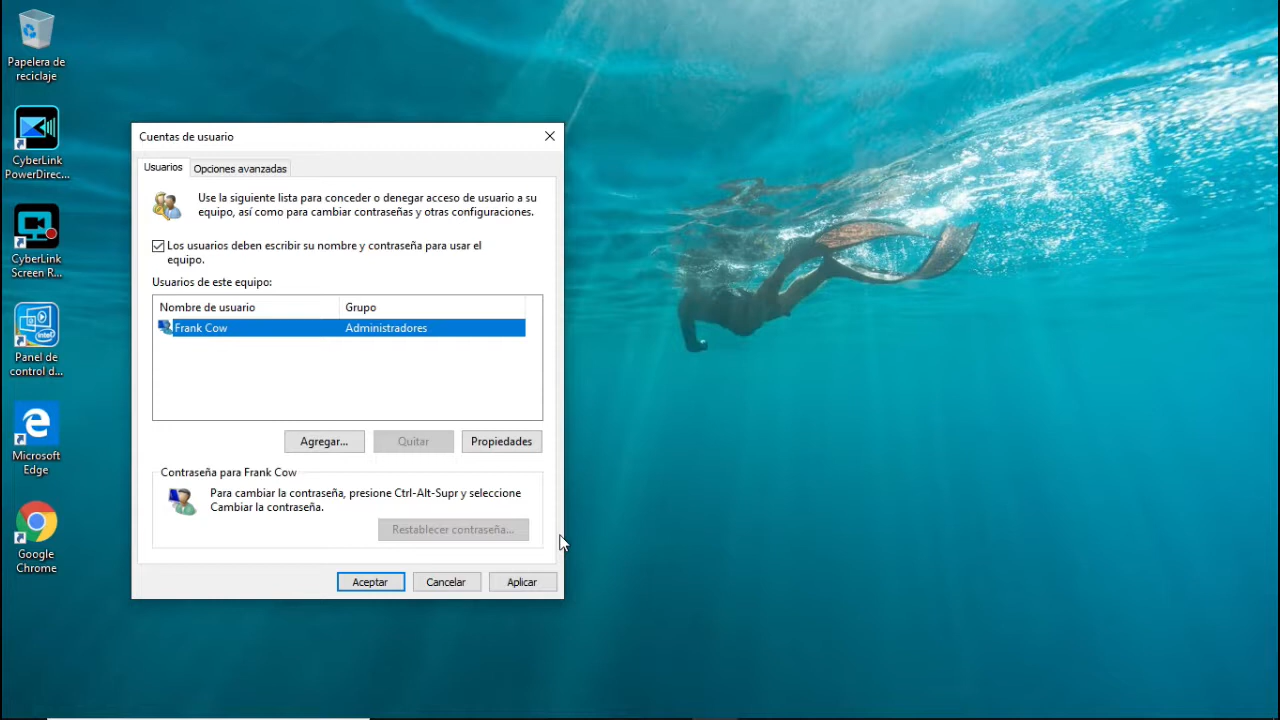 Papelera de
reciclaje
CyberLink
PowerDirec...
CyberLink
Screen R...
Panel de
control d...
Microsoft
Edge
Google
Chrome
Cuentas de usuario
Usuarios
Opciones avanzadas
Use la siguiente lista para conceder o denegar acceso de usuario a su
equipo, así como para cambiar contraseñas y otras configuraciones.
Los usuarios deben escribir su nombre y contraseña para usar el
equipo.
Usuarios de este equipo:
Nombre de usuario Grupo
Frank Cow Administradores
Agregar... Quitar Propiedades
Contraseña para Frank Cow
Para cambiar la contraseña, presione Ctrl-Alt-Supr y seleccione
Cambiar la contraseña.
Restablecer contraseña...
Aceptar Cancelar Aplicar